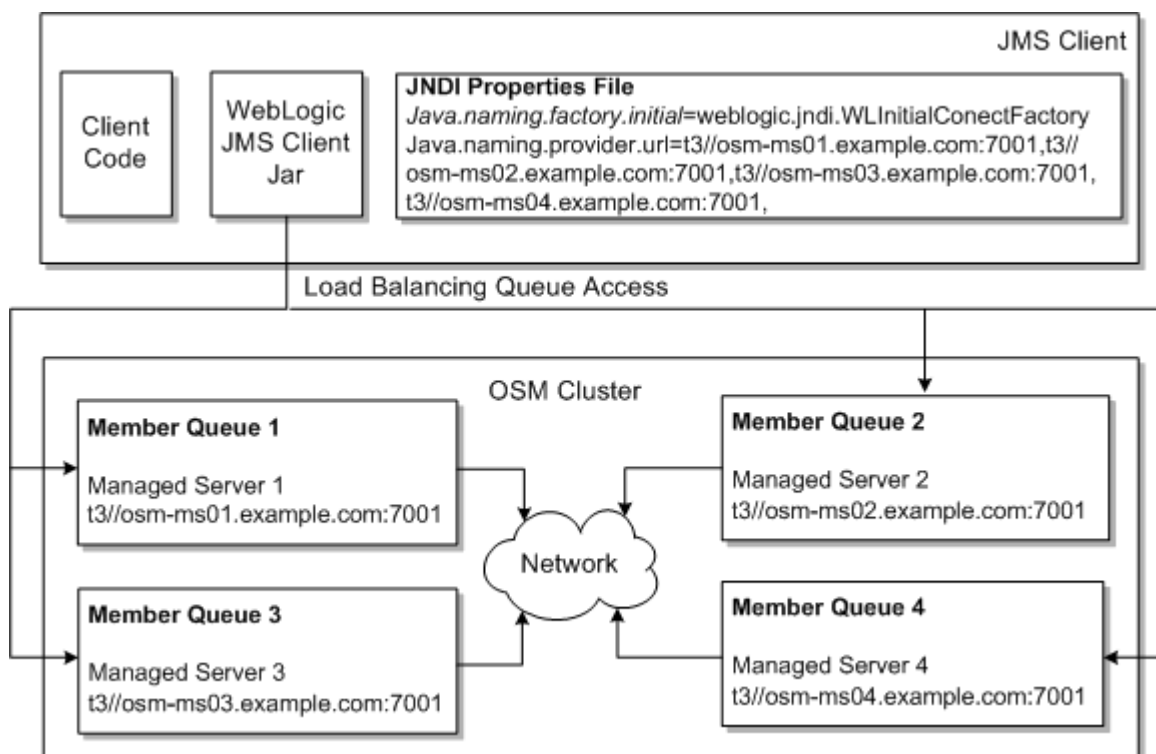 JMS Client
Client
Code
WebLogic
JMS Client
Jar
JNDI Properties File
Java.naming.factory.initial=weblogic.jndi.WLInitialConectFactory
Java.naming.provider.url=t3//osm-ms01.example.com:7001,t3//
osm-ms02.example.com:7001,t3//osm-ms03.example.com:7001,
t3//osm-ms04.example.com:7001,
Load Balancing Queue Access
OSM Cluster
Member Queue 1
Managed Server 1
t3//osm-ms01.example.com:7001
Member Queue 2
Managed Server 2
t3//osm-ms02.example.com:7001
Network
Member Queue 3
Managed Server 3
t3//osm-ms03.example.com:7001
Member Queue 4
Managed Server 4
t3//osm-ms04.example.com:7001